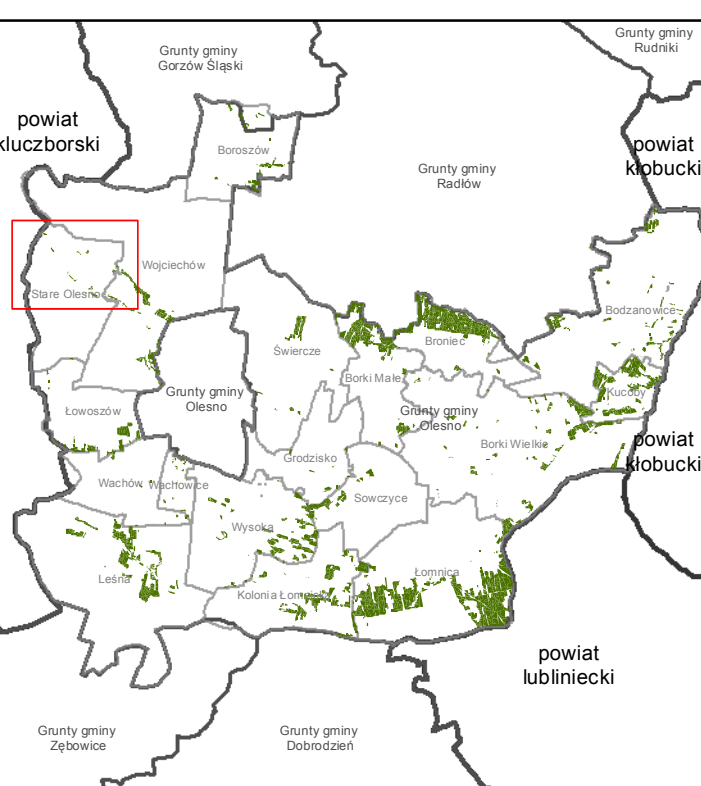 Grunty gminy
Rudniki
Grunty gminy
Gorzów Śląski
powiat
kluczborski
Boroszów
powiat
kłobucki
Grunty gminy
Radłów
Wojciechów
Stare Olesno
Bodzanowice
Świercze
Broniec
Borki Małe
Kucoby
Grunty gminy
Olesno
Łowoszów
Grunty gminy
Olesno
Borki Wielkie
powiat
kłobucki
Grodzisko
Wachów
Wachowice
Sowczyce
Wysoka
Leśna
Łomnica
Kolonia Łomnicka
powiat
lubliniecki
Grunty gminy
Zębowice
Grunty gminy
Dobrodzień